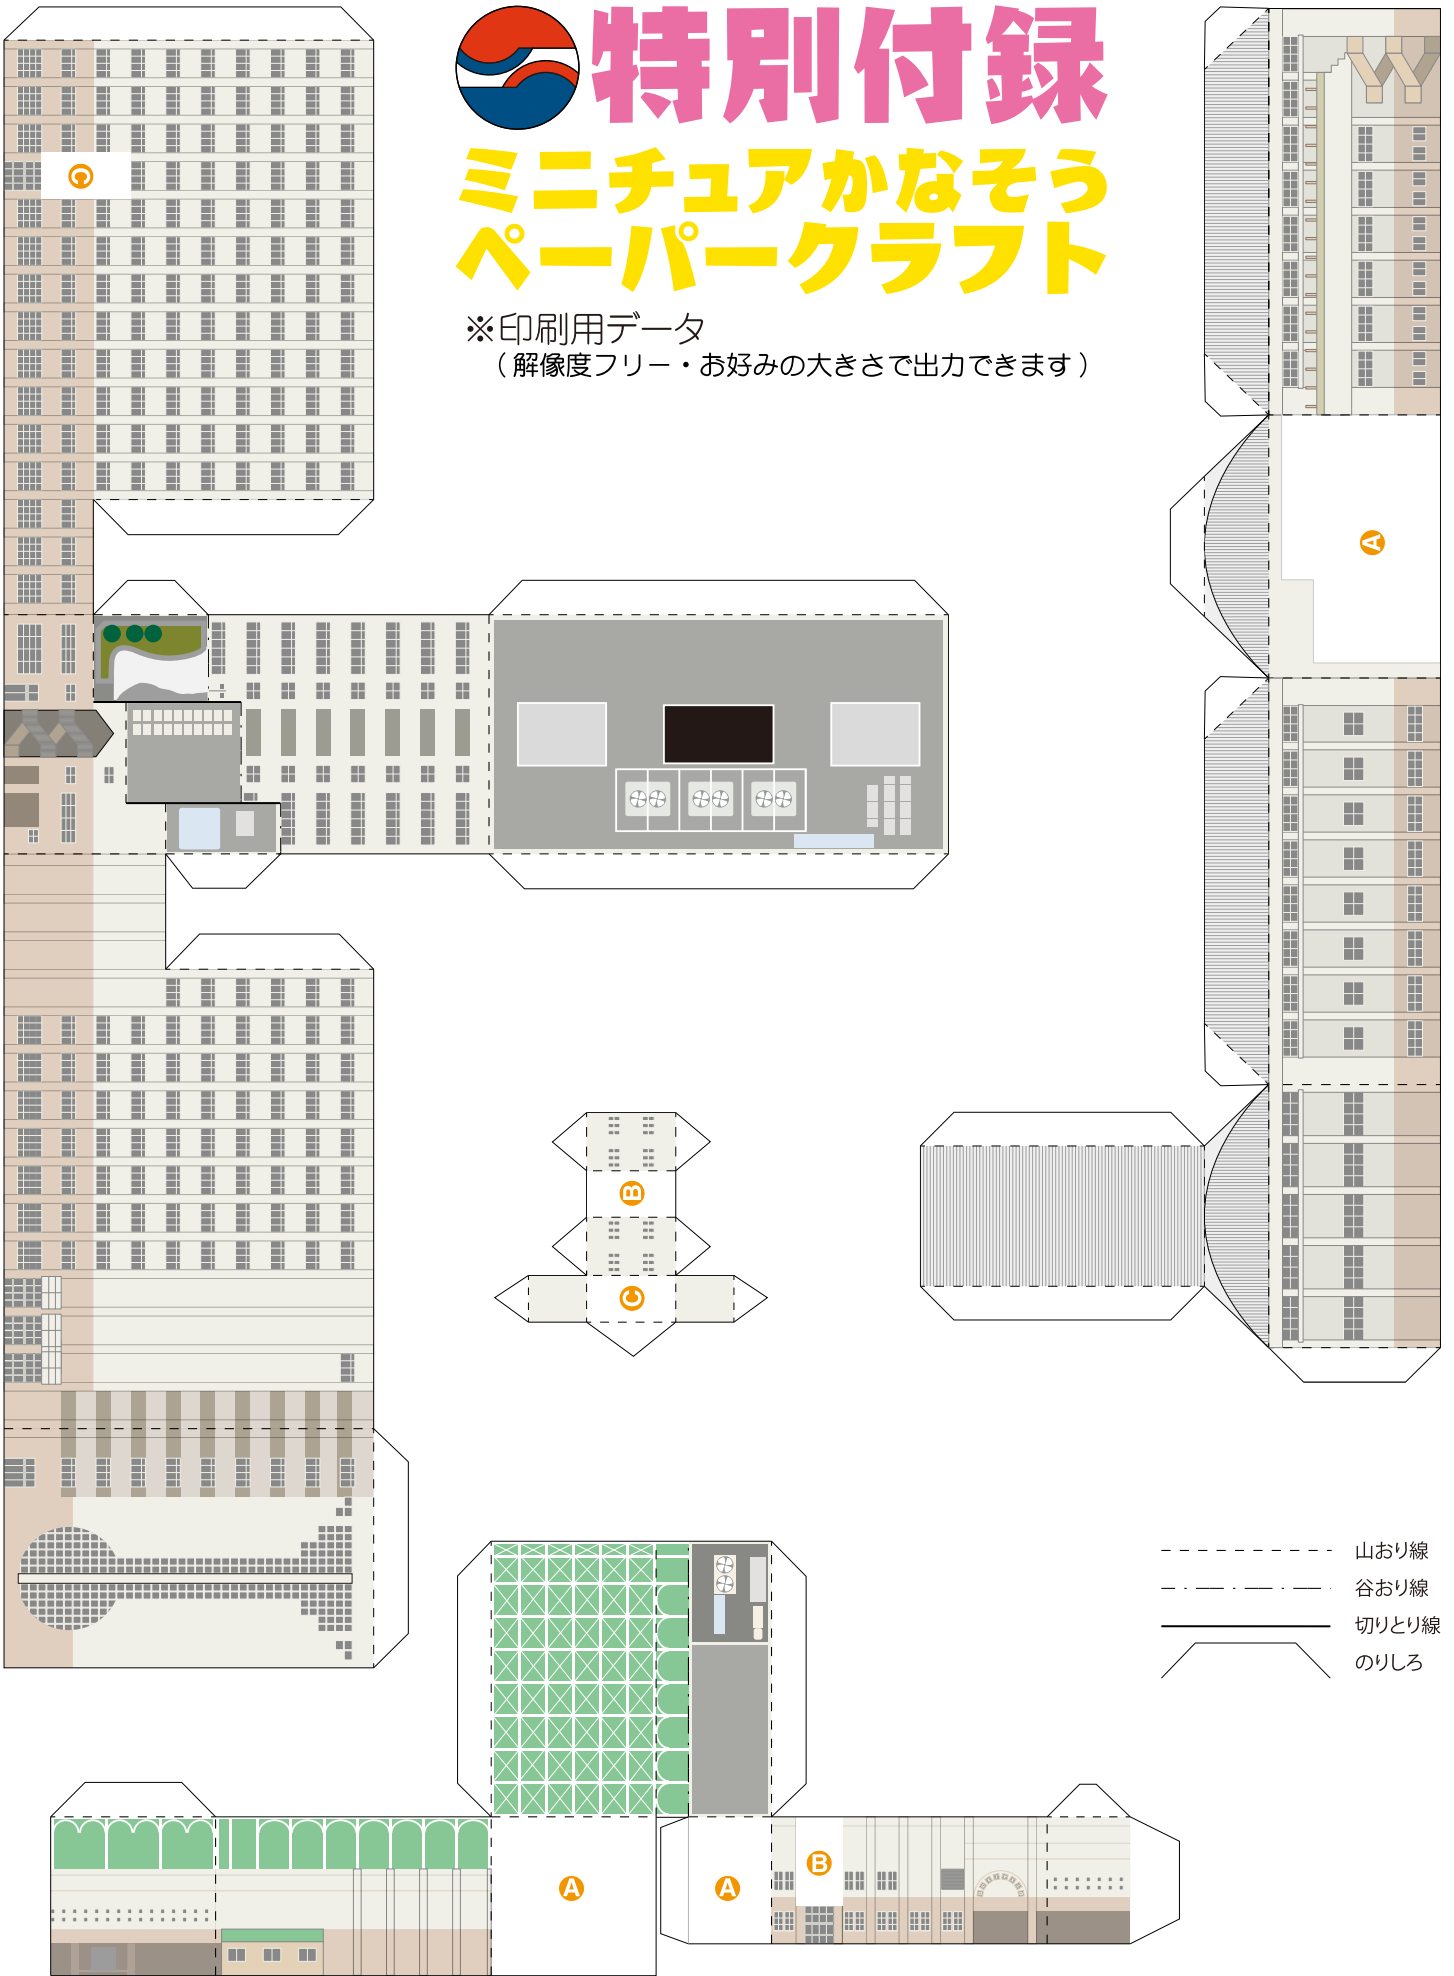 特別付録
ミニチュアかなそう
ペーパークラフト
※印刷用データ
（解像度フリー・お好みの大きさで出力できます）
C
A
B
C
山おり線
谷おり線
切りとり線
のりしろ
A
A
B